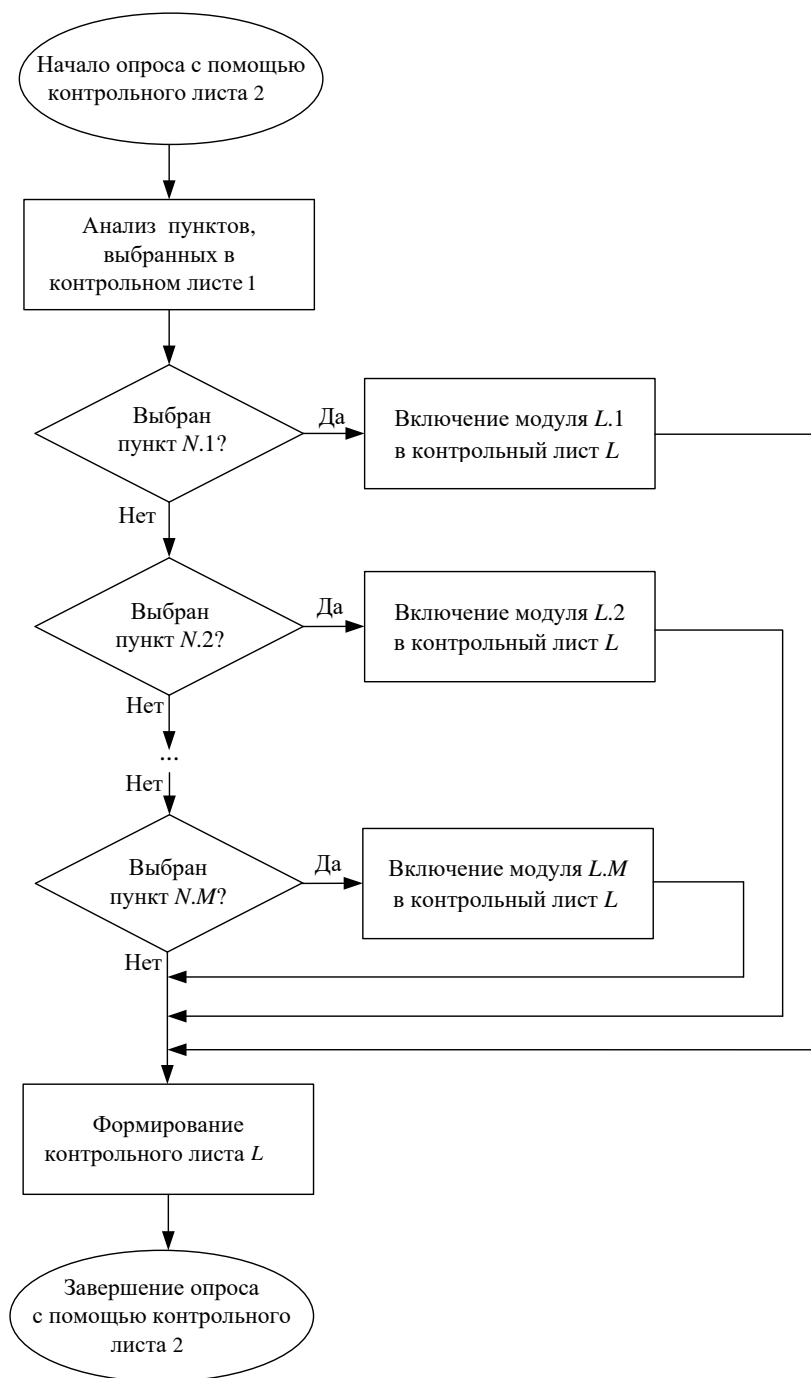 Начало опроса с помощью
контрольного листа 2
Анализ пунктов,
выбранных в
контрольном листе 1
Выбран
пункт N.1?
Да
Включение модуля L.1
в контрольный лист L
Нет
Выбран
пункт N.2?
Да
Включение модуля L.2
в контрольный лист L
Нет
...
Нет
Выбран
пункт N.M?
Да
Включение модуля L.M
в контрольный лист L
Нет
Формирование
контрольного листа L
Завершение опроса
с помощью контрольного
листа 2